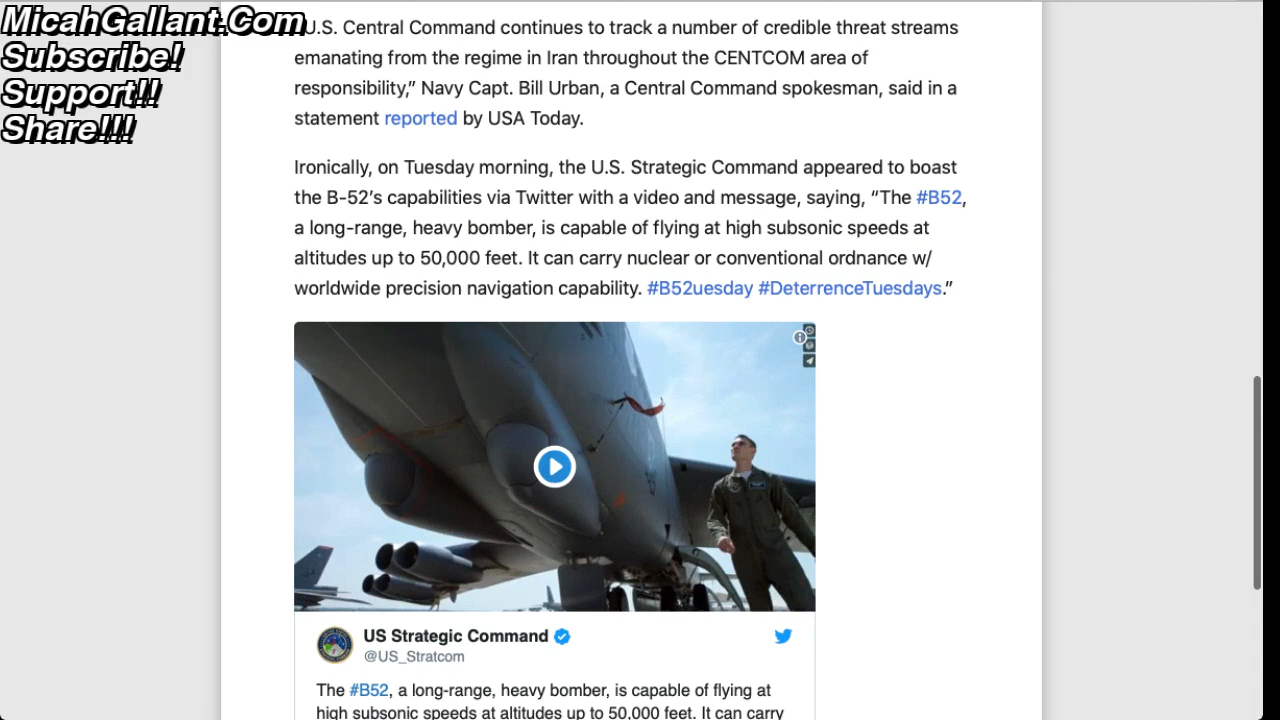 MicahGallant.Com
Subscribe!
Support!!
Share!!!
U.S. Central Command continues to track a number of credible threat streams
emanating from the regime in Iran throughout the CENTCOM area of
responsibility,” Navy Capt. Bill Urban, a Central Command spokesman, said in a
statement reported by USA Today.
Ironically, on Tuesday morning, the U.S. Strategic Command appeared to boast
the B-52’s capabilities via Twitter with a video and message, saying, “The #B52,
a long-range, heavy bomber, is capable of flying at high subsonic speeds at
altitudes up to 50,000 feet. It can carry nuclear or conventional ordnance w/
worldwide precision navigation capability. #B52uesday #DeterrenceTuesdays.”
US Strategic Command
@US_Stratcom
The #B52, a long-range, heavy bomber, is capable of flying at
high subsonic speeds at altitudes up to 50,000 feet. It can carry